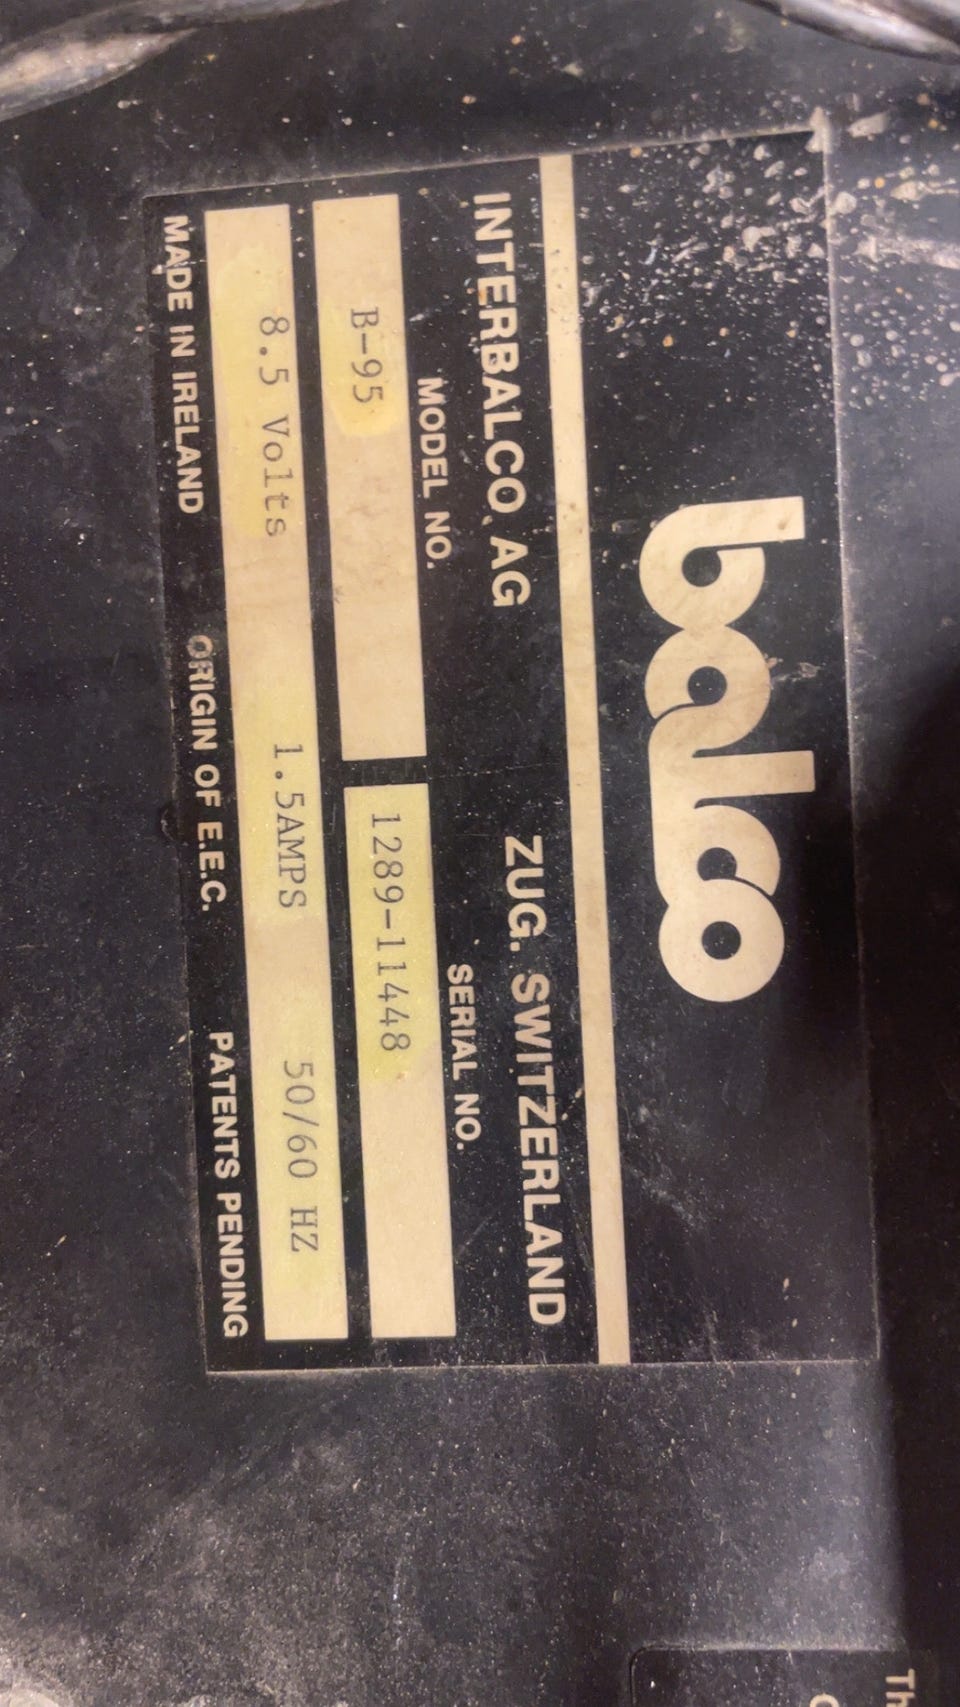 balco
INTERBALCO AG ZUG. SWITZERLAND
MODEL NO. SERIAL NO.
B-95 1289-11448
8.5 Volts 1.5AMPS 50/60 HZ
MADE IN IRELAND ORIGIN OF E.E.C. PATENTS PENDING